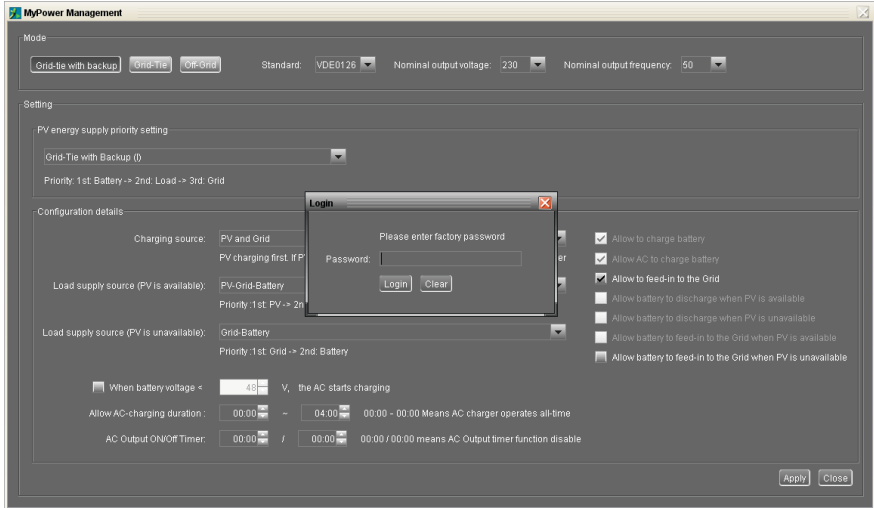 MyPower Management
Mode
Grid-tie with backup Grid-Tie Off-Grid Standard: VDE0126 Nominal output voltage: 230 Nominal output frequency: 50
Setting
PV energy supply priority setting
Grid-Tie with Backup (I)
Priority: 1st: Battery -> 2nd: Load -> 3rd: Grid
Login
Please enter factory password
Password:
Login Clear
Configuration details
Charging source: PV and Grid
PV charging first. If P
er
Allow to charge battery
Allow AC to charge battery
Allow to feed-in to the Grid
Load supply source (PV is available): PV-Grid-Battery
Priority :1st: PV-> 2n
Allow battery to discharge when PV is available
Allow battery to discharge when PV is unavailable
Load supply source (PV is unavailable): Grid-Battery
Allow battery to feed-in to the Grid when PV is available
Priority :1st: Grid -> 2nd: Battery
Allow battery to feed-in to the Grid when PV is unavailable
When battery voltage < 48 V, the AC starts charging
Allow AC-charging duration : 00:00 ~ 04:00 00:00 - 00:00 Means AC charger operates all-time
AC Output ON/Off Timer: 00:00 / 00:00 00:00 / 00:00 means AC Output timer function disable
Apply Close